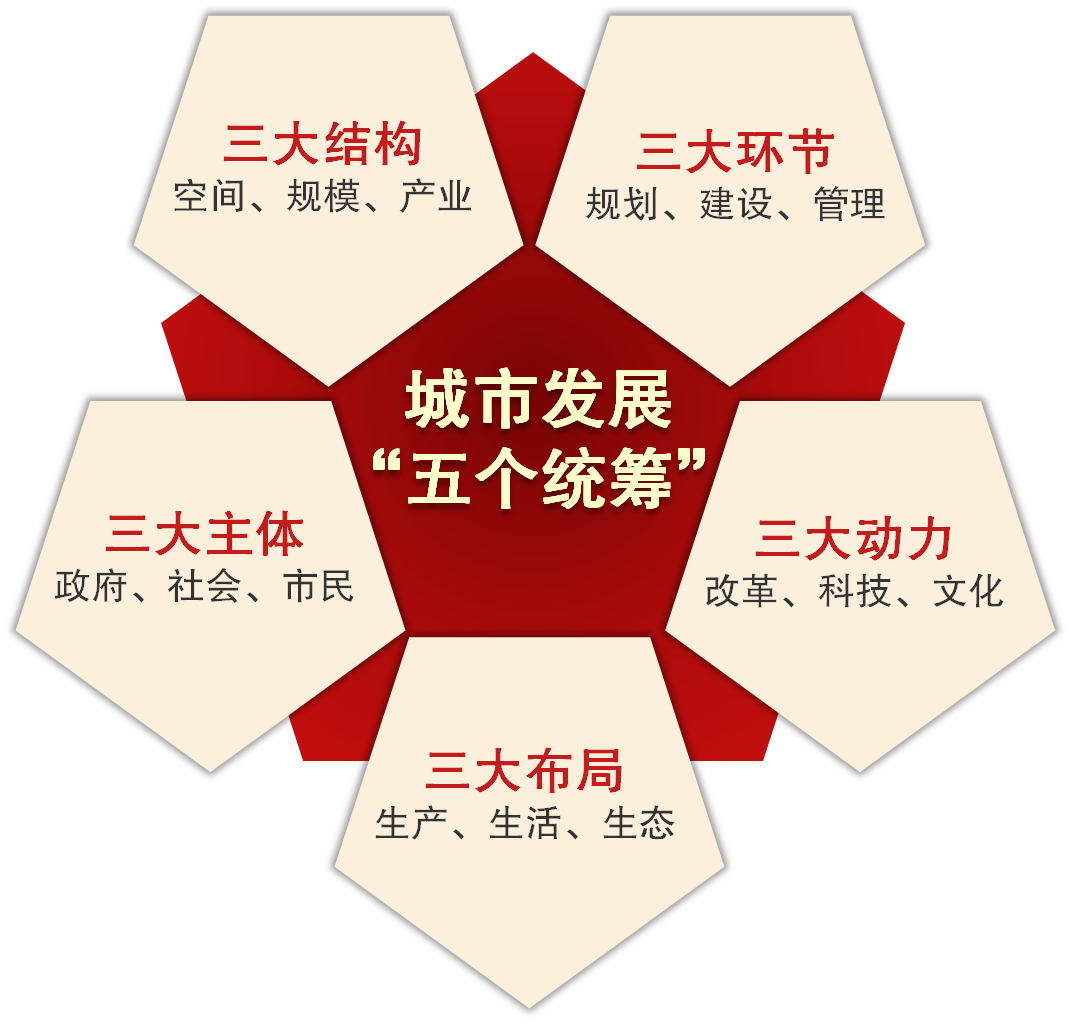 三大结构
空间、规模、产业
三大环节
规划、建设、管理
城市发展
“五个统筹”
三大主体
政府、社会、市民
三大动力
改革、科技、文化
三大布局
生产、生活、生态